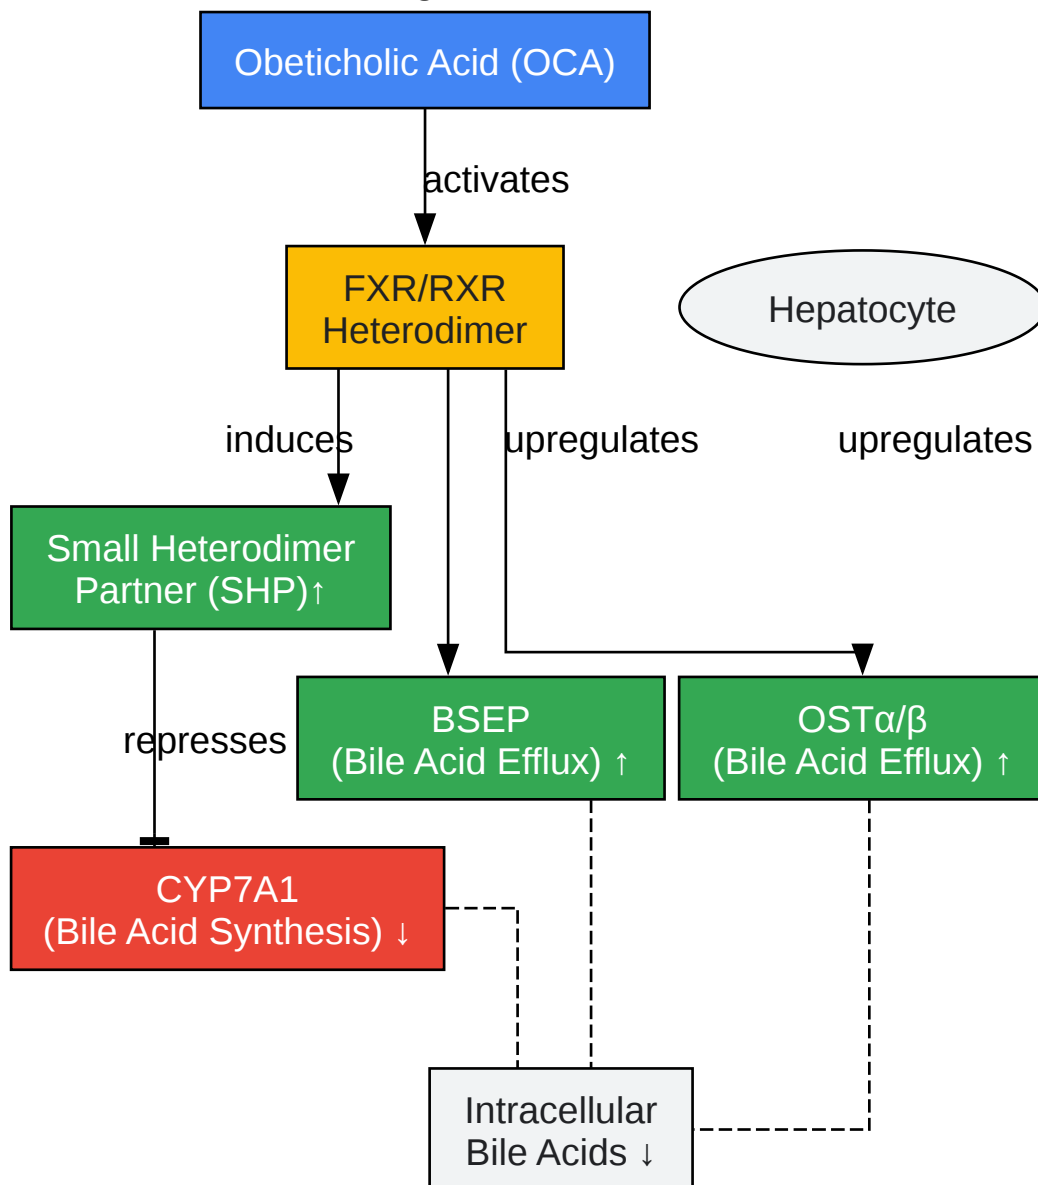 Obeticholic Acid (OCA)
activates
FXR/RXR
Heterodimer
Hepatocyte
induces
upregulates
upregulates
Small Heterodimer
Partner (SHP)↑
represses
BSEP
(Bile Acid Efflux) ↑
OSTα/β
(Bile Acid Efflux) ↑
CYP7A1
(Bile Acid Synthesis) ↓
Intracellular
Bile Acids ↓